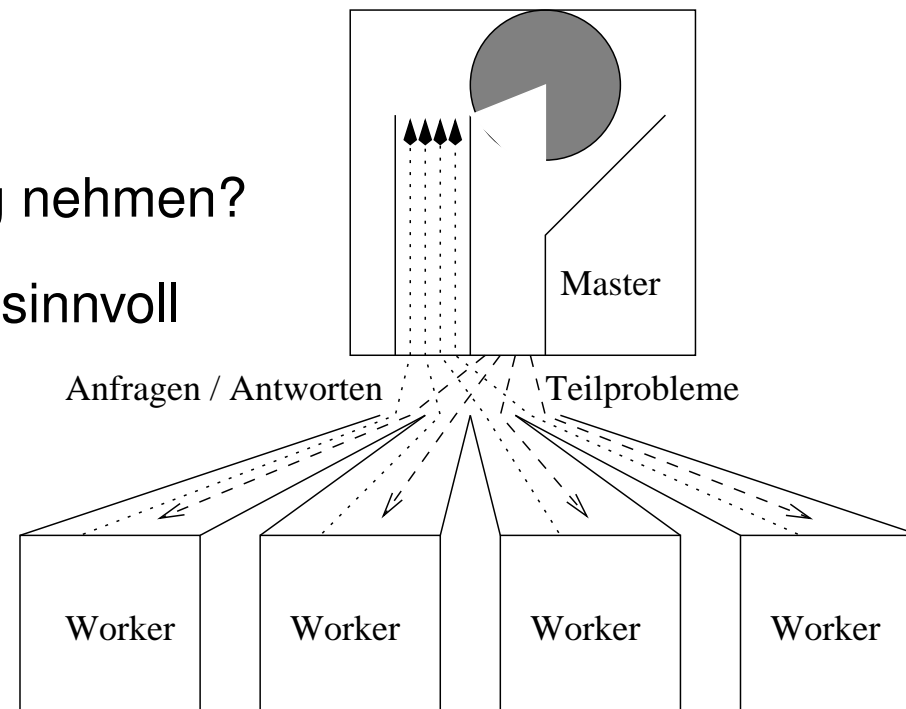 nehmen?
sinnvoll
Master
Anfragen / Antworten
Teilprobleme
Worker
Worker
Worker
Worker